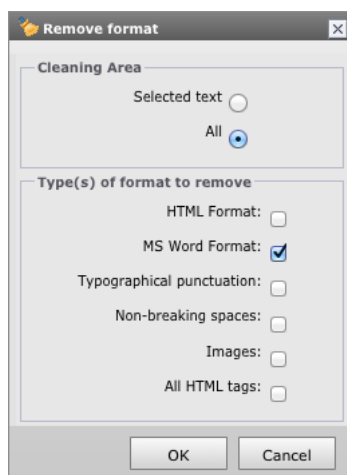 Remove format
Cleaning Area
Selected text
All
Type(s) of format to remove
HTML Format:
MS Word Format:
Typographical punctuation:
Non-breaking spaces:
Images:
All HTML tags:
OK Cancel